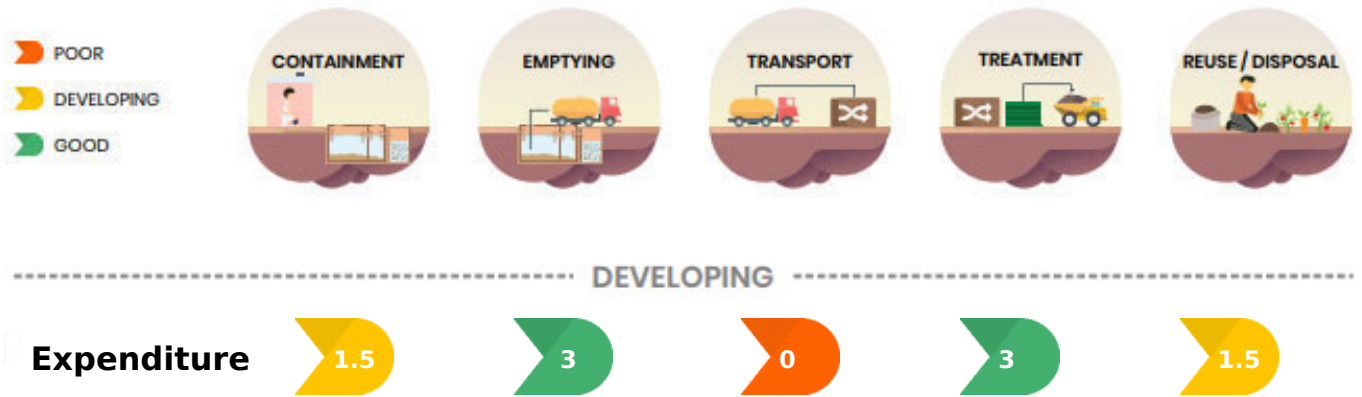 POOR
DEVELOPING
GOOD
CONTAINMENT
EMPTYING
TRANSPORT
TREATMENT
REUSE / DISPOSAL
DEVELOPING
Expenditure 1.5 3 0 3 1.5